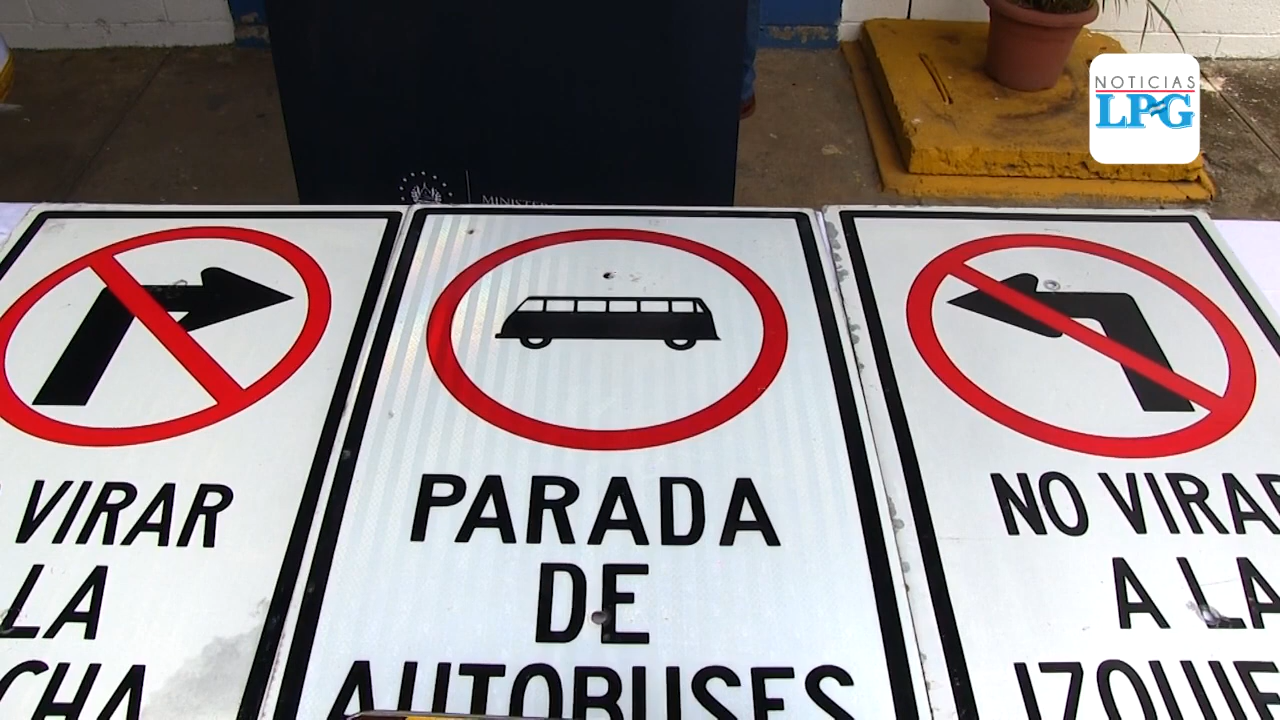 NOTICIAS
LPG
VIRAR
LA
CHA
PARADA
DE
AUTOBUSES
NO VIRAR
A LA
IZQUIE